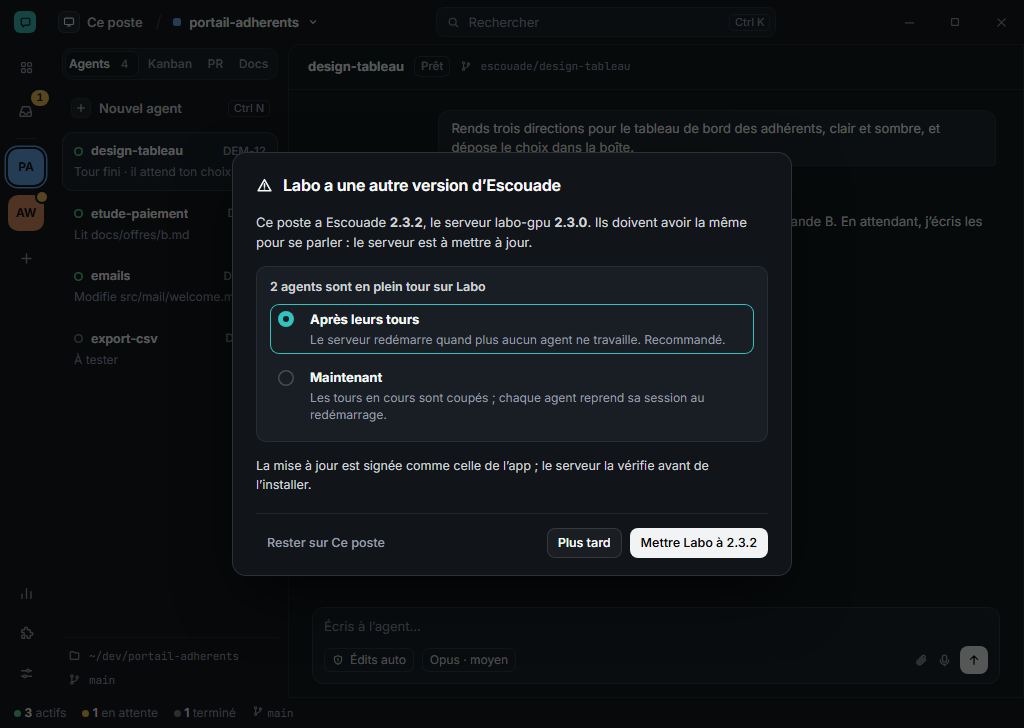 Ce poste / portail-adherents
Rechercher Ctrl K
Agents 4 Kanban PR Docs
design-tableau Prêt escouade/design-tableau
1
Nouvel agent Ctrl N
PA
AW
design-tableau DEM-12
Tour fini · il attend ton choix
etude-paiement
Lit docs/offres/b.md
emails
Modifie src/mail/welcome.m
export-csv
À tester
Rends trois directions pour le tableau de bord des adhérents, clair et sombre, et
dépose le choix dans la boîte.
ande B. En attendant, j’écris les
Labo a une autre version d’Escouade
Ce poste a Escouade 2.3.2, le serveur labo-gpu 2.3.0. Ils doivent avoir la même
pour se parler : le serveur est à mettre à jour.
2 agents sont en plein tour sur Labo
Après leurs tours
Le serveur redémarre quand plus aucun agent ne travaille. Recommandé.
Maintenant
Les tours en cours sont coupés ; chaque agent reprend sa session au
redémarrage.
La mise à jour est signée comme celle de l’app ; le serveur la vérifie avant de
l’installer.
Rester sur Ce poste Plus tard Mettre Labo à 2.3.2
Écris à l’agent…
Édits auto Opus · moyen
~/dev/portail-adherents
main
3 actifs 1 en attente 1 terminé main